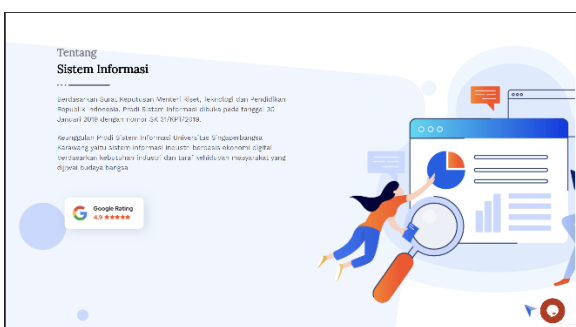 Tentang
Sistem Informasi
Berdasarkan Surat Keputusan Menteri Riset, Teknologi dan Pendidikan
Republik Indonesia. Prodi Sistem Informasi dibuka pada tanggal 30
Januari 2019 dengan nomor SK 21/KPT/2019.
Keunggulan Prodi Sistem Informasi Universitas Singaperbangsa
Karawang yaitu sistem informasi industri berbasis ekonomi digital
berdasarkan kebutuhan industri dan taraf kehidupan masyarakat yang
dijiwai budaya bangsa
Google Rating
4.9